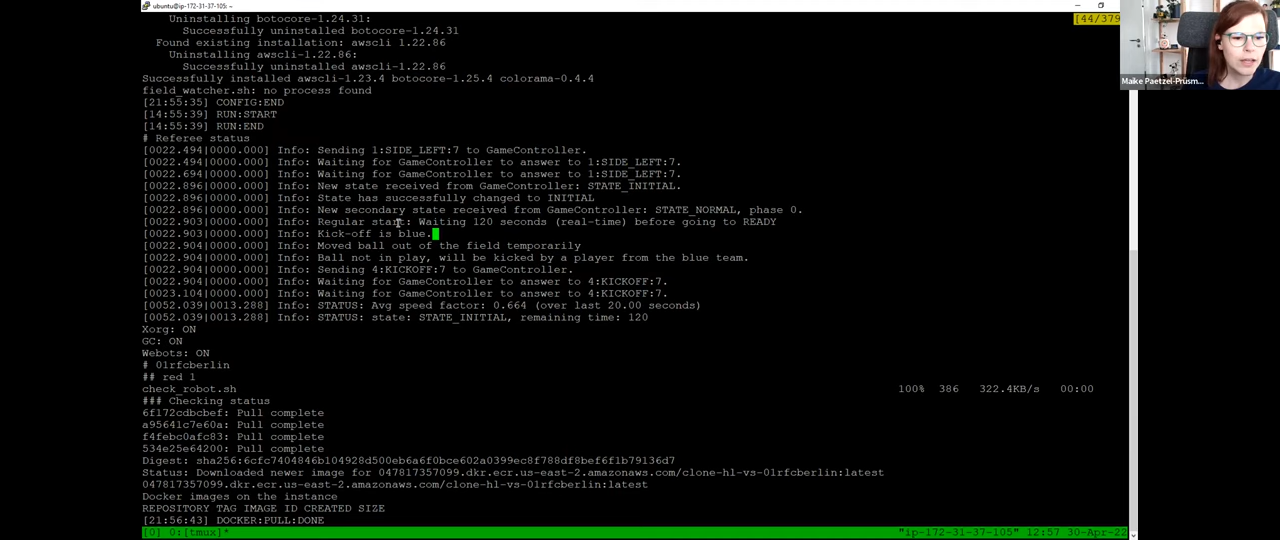 ubuntu@ip-172-31-37-105: ~
Uninstalling botocore-1.24.31:
[44/379]
Successfully uninstalled botocore-1.24.31
Found existing installation: awscli 1.22.86
Uninstalling awscli-1.22.86:
Successfully uninstalled awscli-1.22.86
Successfully installed awscli-1.23.4 botocore-1.25.4 colorama-0.4.4
field_watcher.sh: no process found
[21:55:35] CONFIG:END
[14:55:39] RUN:START
[14:55:39] RUN:END
# Referee status
[0022.494|0000.000] Info: Sending 1:SIDE_LEFT:7 to GameController.
[0022.494|0000.000] Info: Waiting for GameController to answer to 1:SIDE_LEFT:7.
[0022.694|0000.000] Info: Waiting for GameController to answer to 1:SIDE_LEFT:7.
[0022.896|0000.000] Info: New state received from GameController: STATE_INITIAL.
[0022.896|0000.000] Info: State has successfully changed to INITIAL
[0022.896|0000.000] Info: New secondary state received from GameController: STATE_NORMAL, phase 0.
[0022.903|0000.000] Info: Regular start: Waiting 120 seconds (real-time) before going to READY
[0022.903|0000.000] Info: Kick-off is blue.
[0022.904|0000.000] Info: Moved ball out of the field temporarily
[0022.904|0000.000] Info: Ball not in play, will be kicked by a player from the blue team.
[0022.904|0000.000] Info: Sending 4:KICKOFF:7 to GameController.
[0022.904|0000.000] Info: Waiting for GameController to answer to 4:KICKOFF:7.
[0023.104|0000.000] Info: Waiting for GameController to answer to 4:KICKOFF:7.
[0052.039|0013.288] Info: STATUS: Avg speed factor: 0.664 (over last 20.00 seconds)
[0052.039|0013.288] Info: STATUS: state: STATE_INITIAL, remaining time: 120
Xorg: ON
GC: ON
Webots: ON
# 01rfcberlin
## red 1
check_robot.sh 100% 386 322.4KB/s 00:00
### Checking status
6f172cdbcbef: Pull complete
a95641c7e60a: Pull complete
f4febc0afc83: Pull complete
534e25e64200: Pull complete
Digest: sha256:6cfc7404846b104928d500eb6a6f0bce602a0399ec8f788df8bef6f1b79136d7
Status: Downloaded newer image for 047817357099.dkr.ecr.us-east-2.amazonaws.com/clone-hl-vs-01rfcberlin:latest
047817357099.dkr.ecr.us-east-2.amazonaws.com/clone-hl-vs-01rfcberlin:latest
Docker images on the instance
REPOSITORY TAG IMAGE ID CREATED SIZE
[21:56:43] DOCKER:PULL:DONE
[0] 0:[tmux]* "ip-172-31-37-105" 12:57 30-Apr-22
Maike Paetzel-Prüsm...